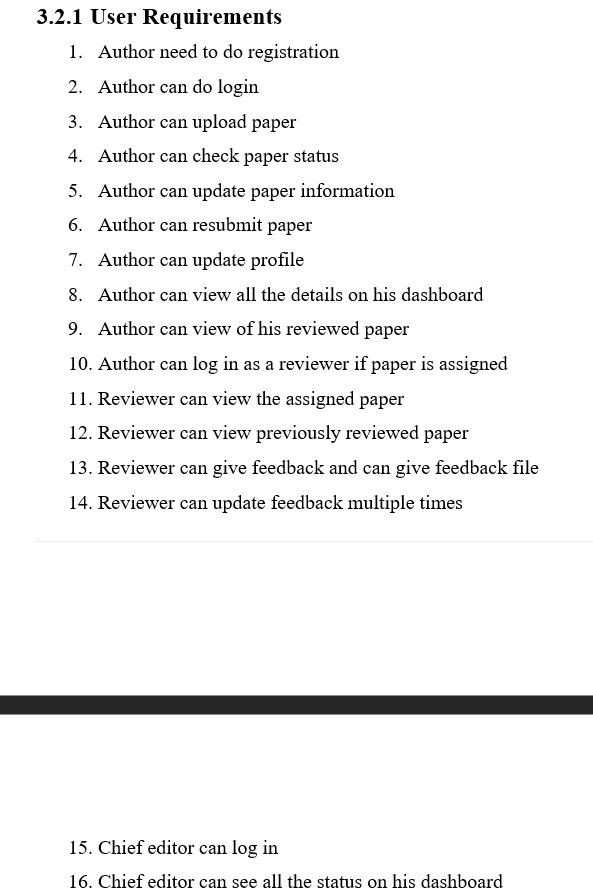 3.2.1 User Requirements
1. Author need to do registration
2. Author can do login
3. Author can upload paper
4. Author can check paper status
5. Author can update paper information
6. Author can resubmit paper
7. Author can update profile
8. Author can view all the details on his dashboard
9. Author can view of his reviewed paper
10. Author can log in as a reviewer if paper is assigned
11. Reviewer can view the assigned paper
12. Reviewer can view previously reviewed paper
13. Reviewer can give feedback and can give feedback file
14. Reviewer can update feedback multiple times
15. Chief editor can log in
16. Chief editor can see all the status on his dashboard